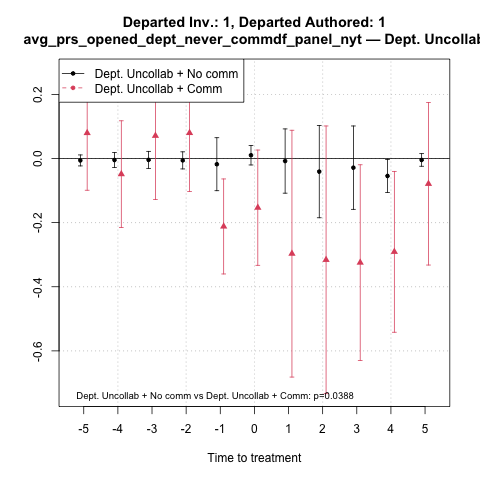 Departed Inv.: 1, Departed Authored: 1
avg_prs_opened_dept_never_commdf_panel_nyt — Dept. Uncollab
Dept. Uncollab + No comm
Dept. Uncollab + Comm
0.2
0.0
-0.2
-0.4
-0.6
Dept. Uncollab + No comm vs Dept. Uncollab + Comm: p=0.0388
-5 -4 -3 -2 -1 0 1 2 3 4 5
Time to treatment